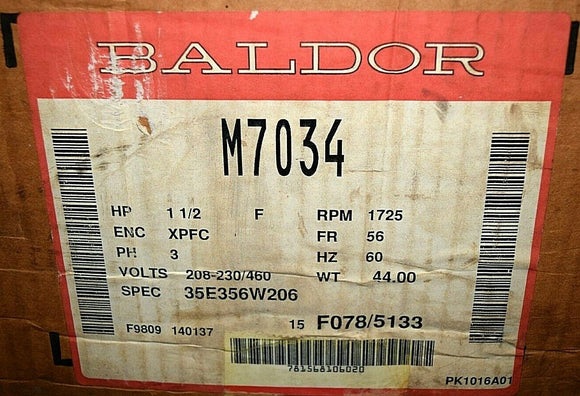 BALDOR
M7034
HP 1 1/2 F RPM 1725
ENC XPFC FR 56
PH 3 HZ 60
VOLTS 208-230/460 WT 44.00
SPEC 35E356W206
F9809 140137 15 F078/5133
781568106020
PK1016A01